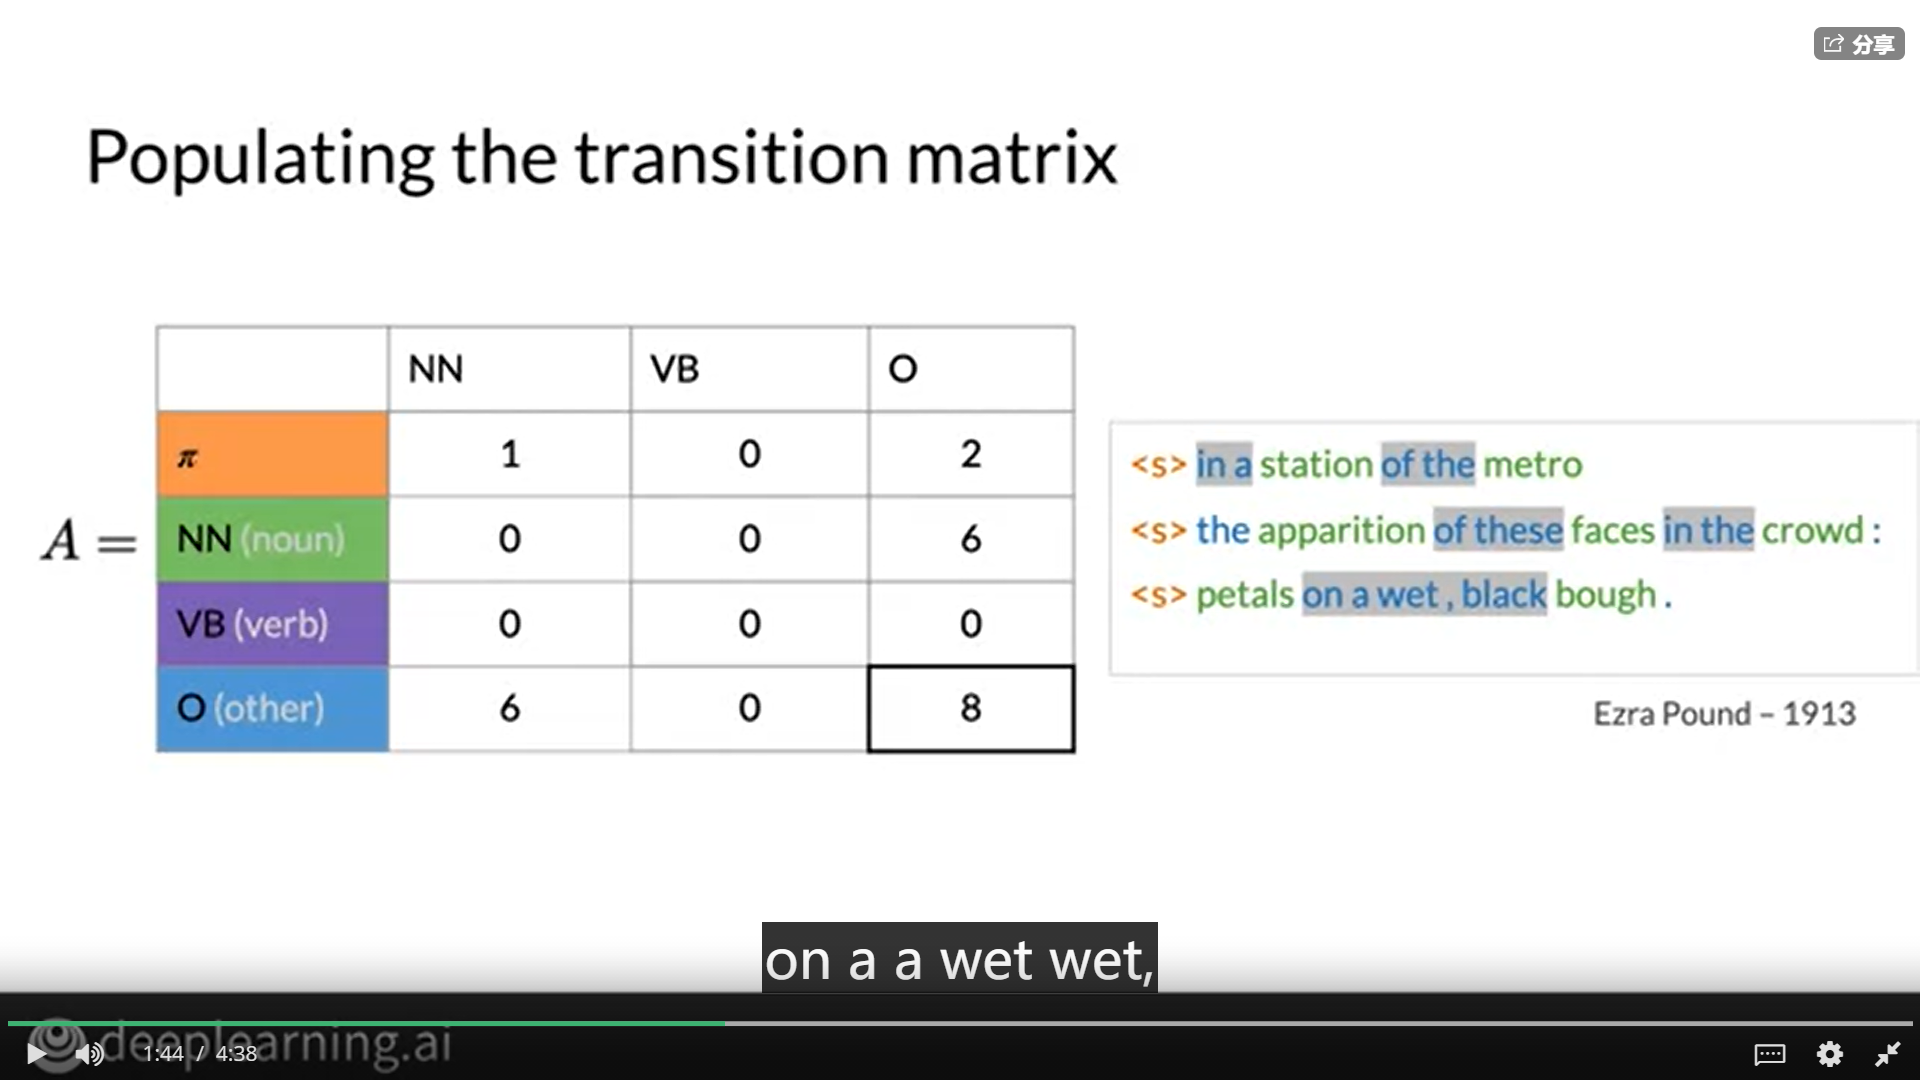 分享
Populating the transition matrix
NN VB O
π 1 0 2
NN (noun) 0 0 6
A =
VB (verb) 0 0 0
O (other) 6 0 8
<s> in a station of the metro
<s> the apparition of these faces in the crowd :
<s> petals on a wet , black bough .
Ezra Pound – 1913
on a a wet wet,
deeplearning.ai
1:44 / 4:38